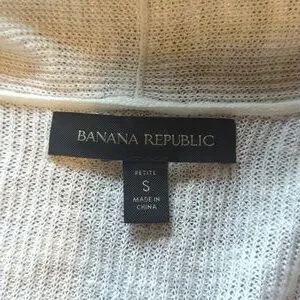 BANANA REPUBLIC
PETITE
S
MADE IN
CHINA